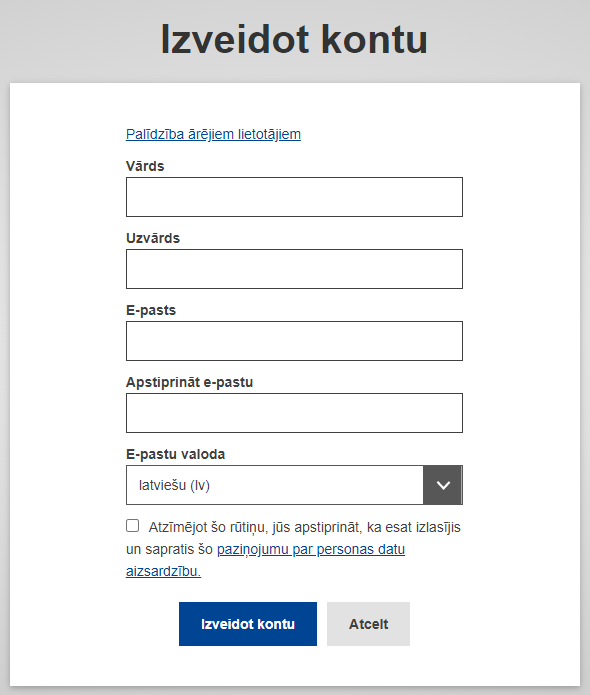 Izveidot kontu
Palīdzība ārējiem lietotājiem
Vārds
Uzvārds
E-pasts
Apstiprināt e-pastu
E-pastu valoda
latviešu (lv)
Atzīmējot šo rūtiņu, jūs apstiprināt, ka esat izlasījis
un sapratis šo paziņojumu par personas datu
aizsardzību.
Izveidot kontu
Atcelt